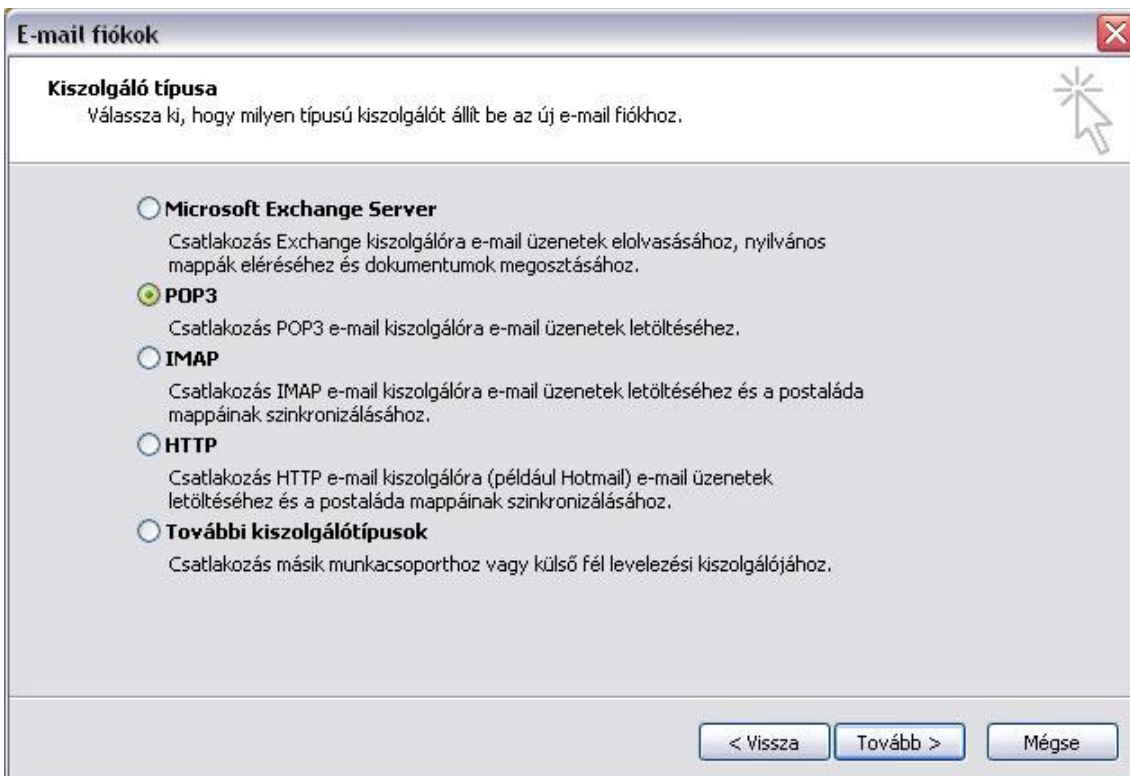 E-mail fiókok
Kiszolgáló típusa
Válassza ki, hogy milyen típusú kiszolgálót állít be az új e-mail fiókhoz.
Microsoft Exchange Server
Csatlakozás Exchange kiszolgálóra e-mail üzenetek elolvasásához, nyilvános
mappák eléréséhez és dokumentumok megosztásához.
POP3
Csatlakozás POP3 e-mail kiszolgálóra e-mail üzenetek letöltéséhez.
IMAP
Csatlakozás IMAP e-mail kiszolgálóra e-mail üzenetek letöltéséhez és a postaláda
mappáinak szinkronizálásához.
HTTP
Csatlakozás HTTP e-mail kiszolgálóra (például Hotmail) e-mail üzenetek
letöltéséhez és a postaláda mappáinak szinkronizálásához.
További kiszolgálótípusok
Csatlakozás másik munkacsoporthoz vagy külső fél levelezési kiszolgálójához.
< Vissza Tovább > Mégse